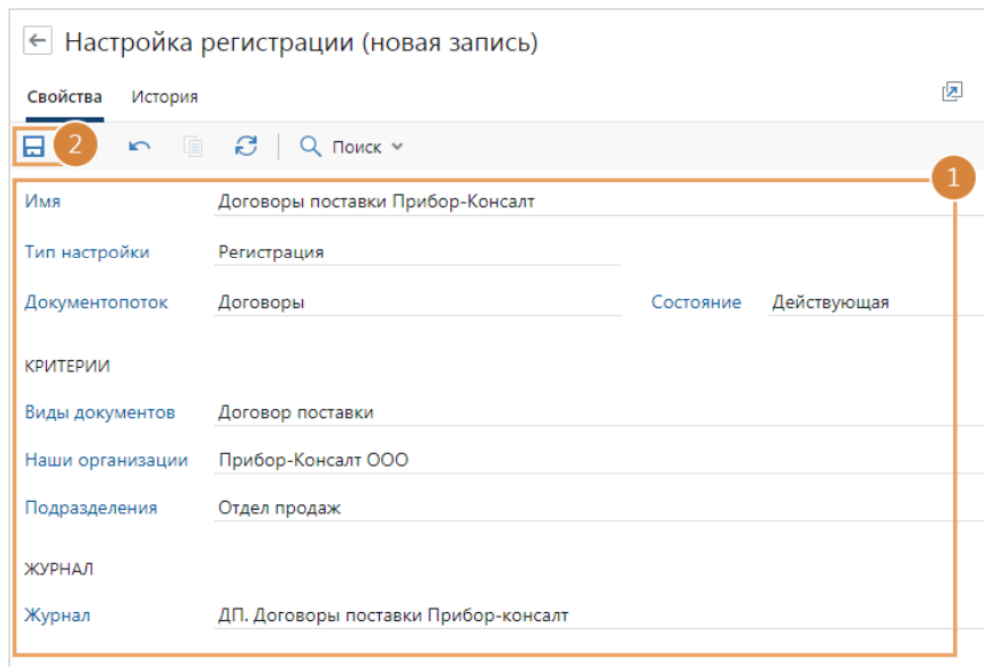 Настройка регистрации (новая запись)
Свойства История
2 Поиск
1
Имя Договоры поставки Прибор-Консалт
Тип настройки Регистрация
Документопоток Договоры Состояние Действующая
КРИТЕРИИ
Виды документов Договор поставки
Наши организации Прибор-Консалт ООО
Подразделения Отдел продаж
ЖУРНАЛ
Журнал ДП. Договоры поставки Прибор-консалт